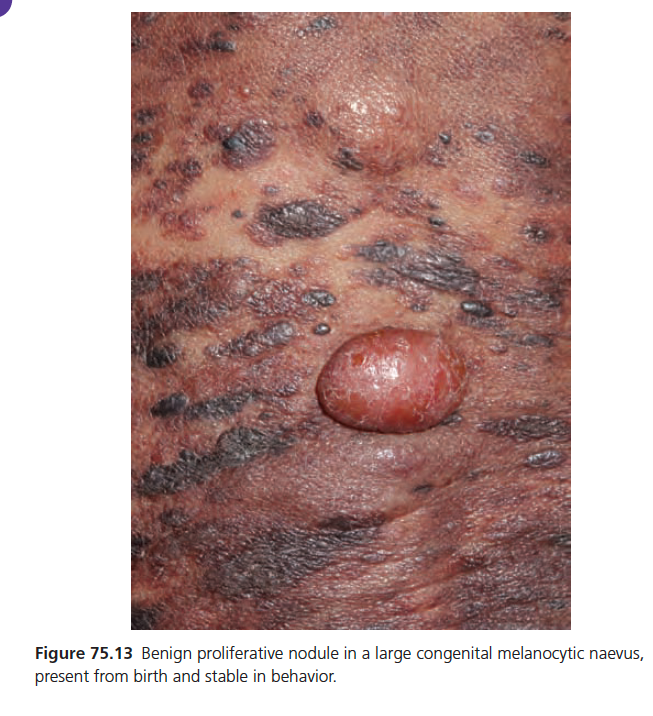 Figure 75.13 Benign proliferative nodule in a large congenital melanocytic naevus,
present from birth and stable in behavior.